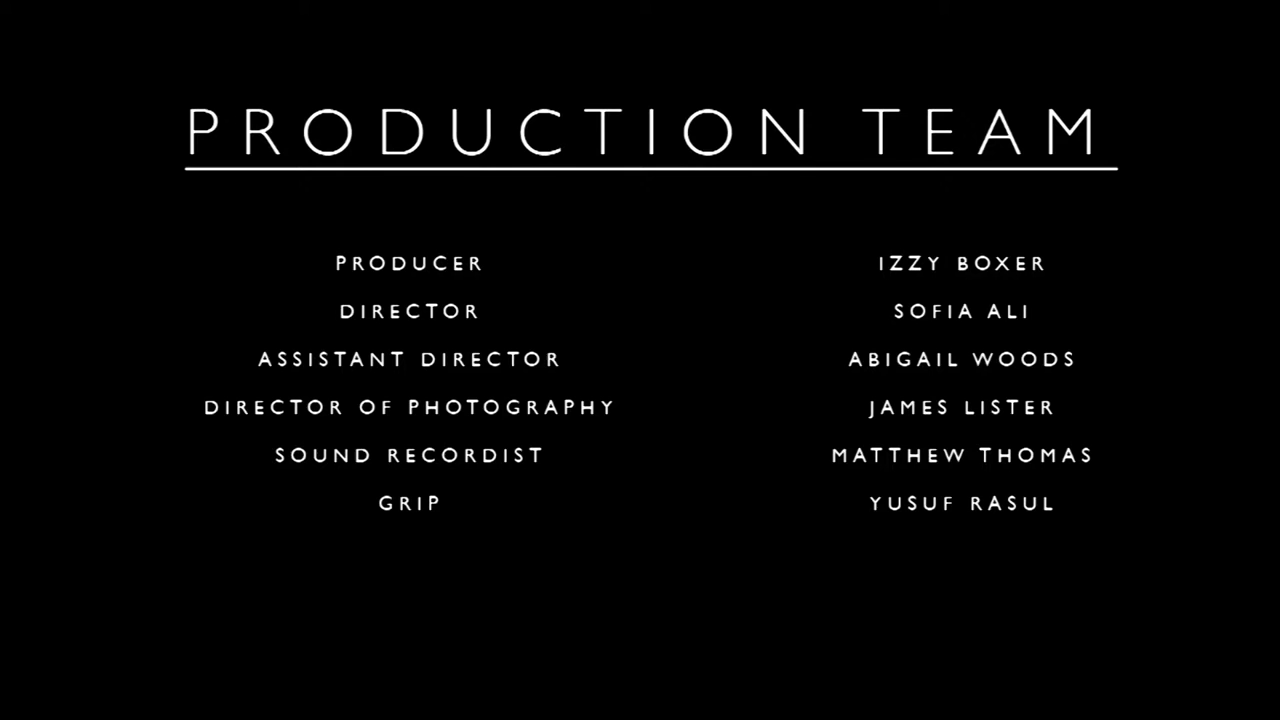 PRODUCTION TEAM
PRODUCER IZZY BOXER
DIRECTOR SOFIA ALI
ASSISTANT DIRECTOR ABIGAIL WOODS
DIRECTOR OF PHOTOGRAPHY JAMES LISTER
SOUND RECORDIST MATTHEW THOMAS
GRIP YUSUF RASUL